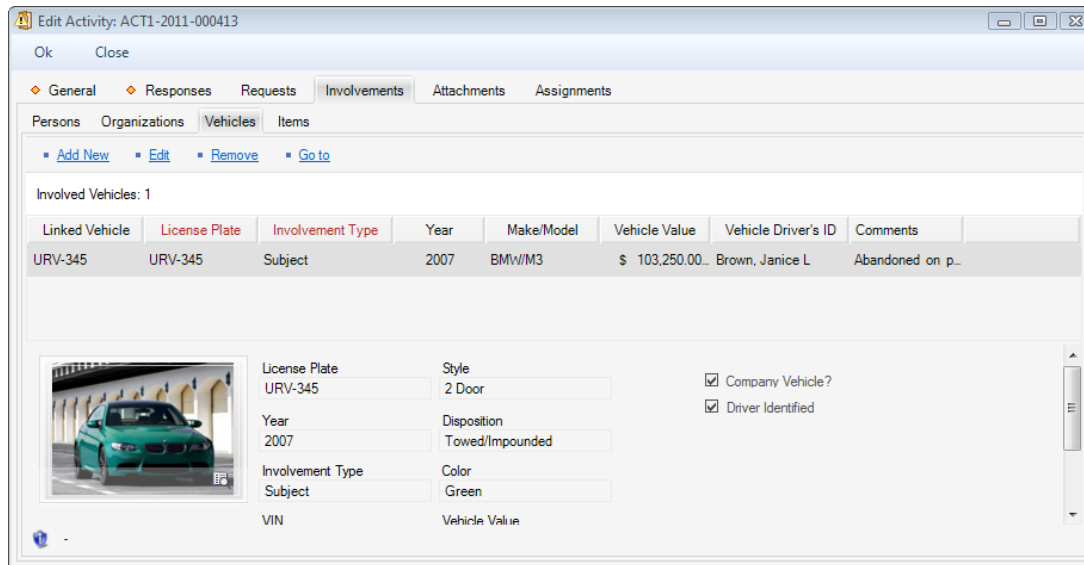 Edit Activity: ACT1-2011-000413
Ok Close
General Responses Requests Involvements Attachments Assignments
Persons Organizations Vehicles Items
Add New Edit Remove Go to
Involved Vehicles: 1
Linked Vehicle License Plate Involvement Type Year Make/Model Vehicle Value Vehicle Driver's ID Comments
URV-345 URV-345 Subject 2007 BMW/M3 $ 103,250.00... Brown, Janice L Abandoned on p...
License Plate Style
URV-345 2 Door
Company Vehicle?
Driver Identified
Year Disposition
2007 Towed/Impounded
Involvement Type Color
Subject Green
VIN Vehicle Value
-